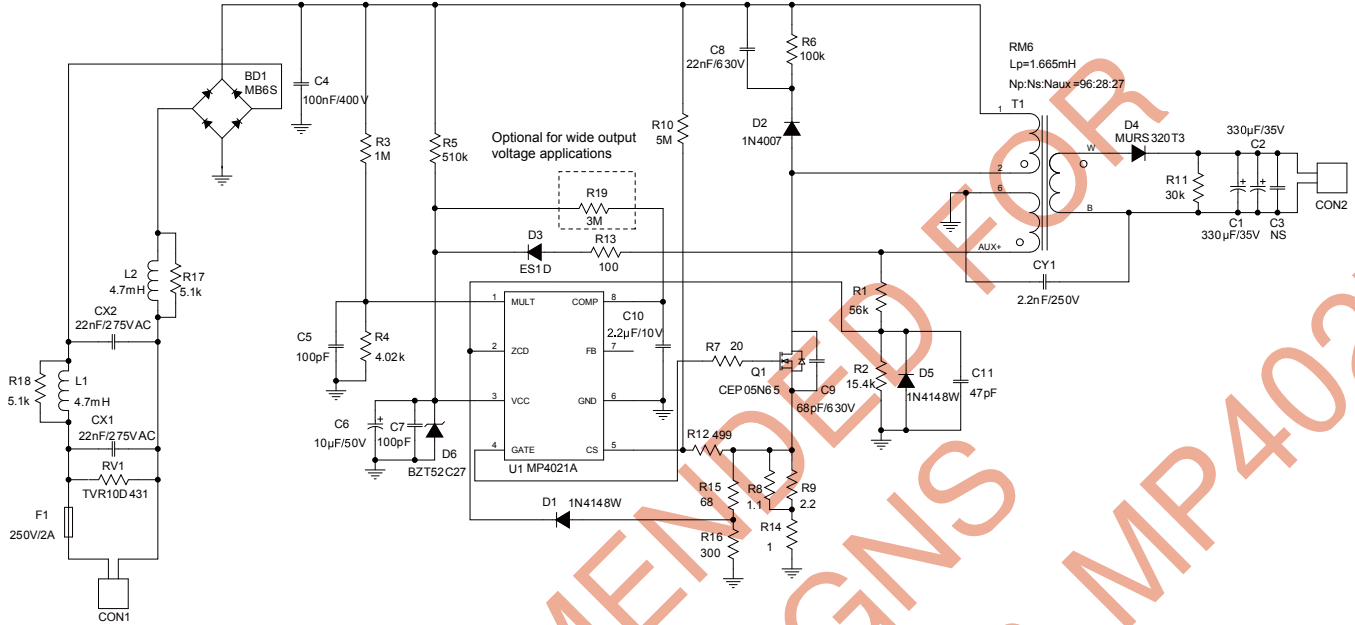 BD1
MB6S
C4
100nF/400V
R3
1M
R5
510k
Optional for wide output
voltage applications
R19
3M
R10
5M
C8
22nF/630V
R6
100k
D2
1N4007
RM6
Lp=1.665mH
Np:Ns:Naux=96:28:27
T1
1
2
6
AUX+
W
B
D4
MURS320T3
330µF/35V
C2
R11
30k
C1
330µF/35V
C3
NS
CON2
CY1
2.2nF/250V
D3
ES1D
R13
100
L2
4.7mH
R17
5.1k
CX2
22nF/275VAC
R18
5.1k
L1
4.7mH
CX1
22nF/275VAC
RV1
TVR10D431
F1
250V/2A
CON1
C5
100pF
R4
4.02k
1
MULT
COMP
8
2
ZCD
FB
7
3
VCC
GND
6
4
GATE
CS
5
U1 MP4021A
C10
2.2µF/10V
C6
10µF/50V
C7
100pF
D6
BZT52C27
R7 20
Q1
CEP05N65
C9
68pF/630V
R1
56k
R2
15.4k
D5
1N4148W
C11
47pF
R12 499
R15
68
R8
1.1
R9
2.2
D1 1N4148W
R16
300
R14
1
MENDED FOR
GNS
MP402